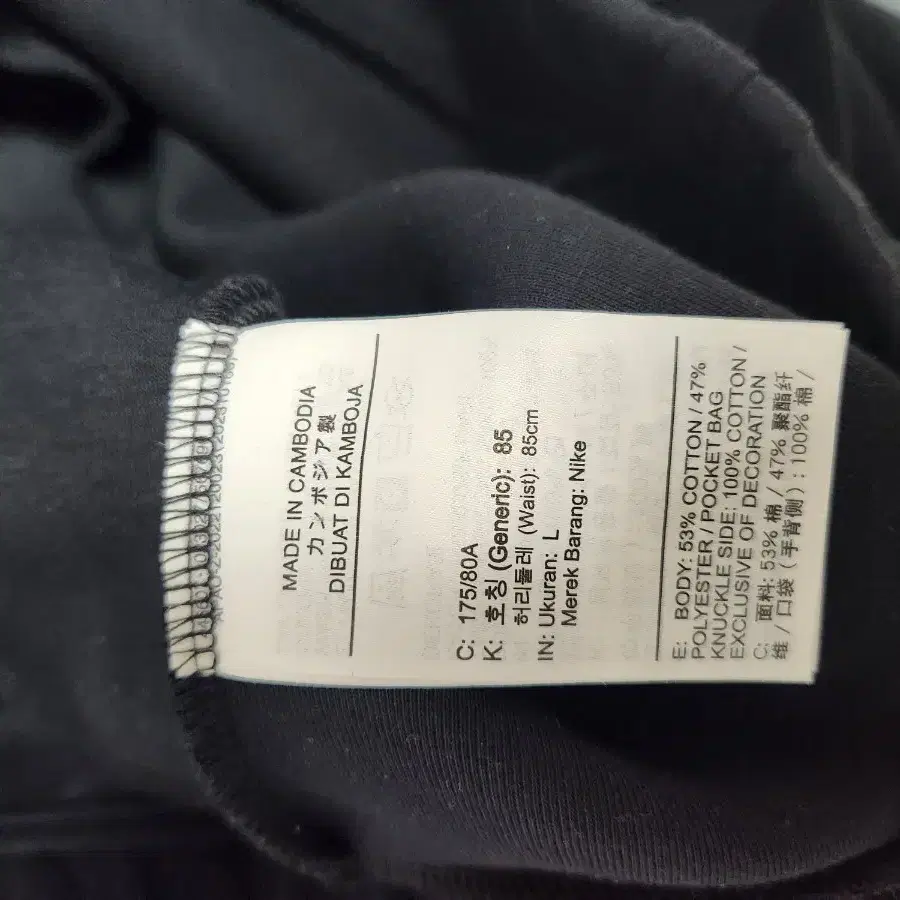 MADE IN CAMBODIA
カンボジア製
DIBUAT DI KAMBOJA
C: 175/80A
K: 호칭 (Generic): 85
허리둘레 (Waist): 85cm
IN: Ukuran: L
Merek Barang: Nike
E: BODY: 53% COTTON / 47%
POLYESTER / POCKET BAG
KNUCKLE SIDE: 100% COTTON /
EXCLUSIVE OF DECORATION
C: 面料: 53% 棉 / 47% 聚酯纤
维 / 口袋 (手背侧) : 100% 棉 /